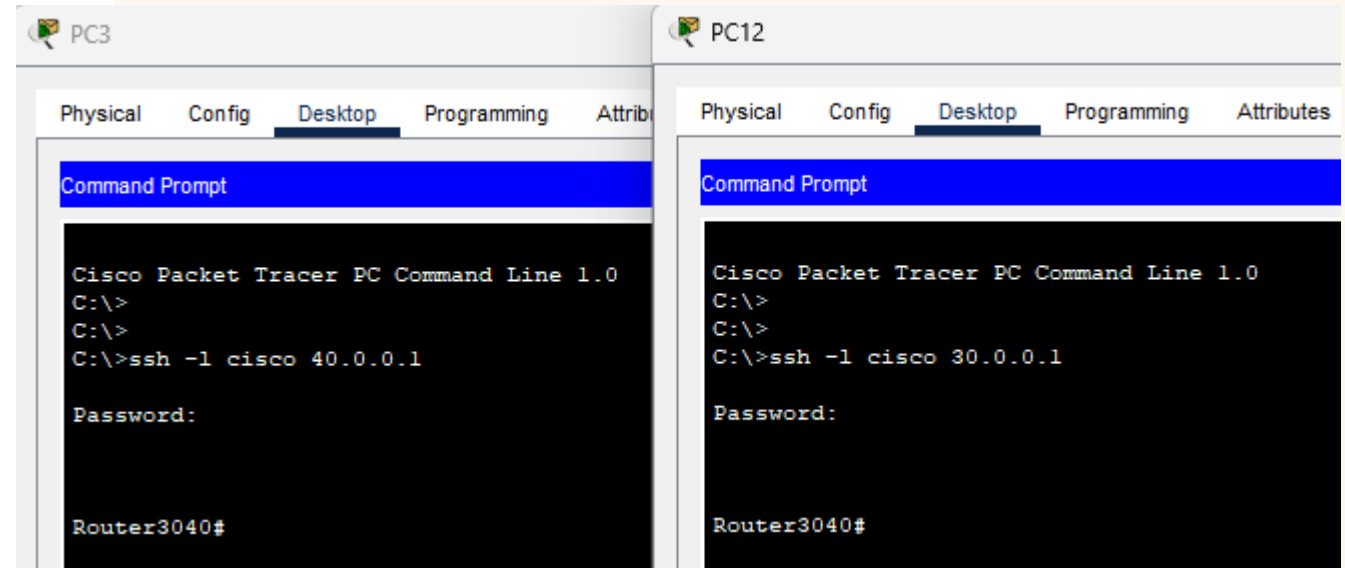 PC3
Physical Config Desktop Programming Attribu
Command Prompt
Cisco Packet Tracer PC Command Line 1.0
C:\>
C:\>
C:\>ssh -l cisco 40.0.0.1
Password:
Router3040#
PC12
Physical Config Desktop Programming Attributes
Command Prompt
Cisco Packet Tracer PC Command Line 1.0
C:\>
C:\>
C:\>ssh -l cisco 30.0.0.1
Password:
Router3040#